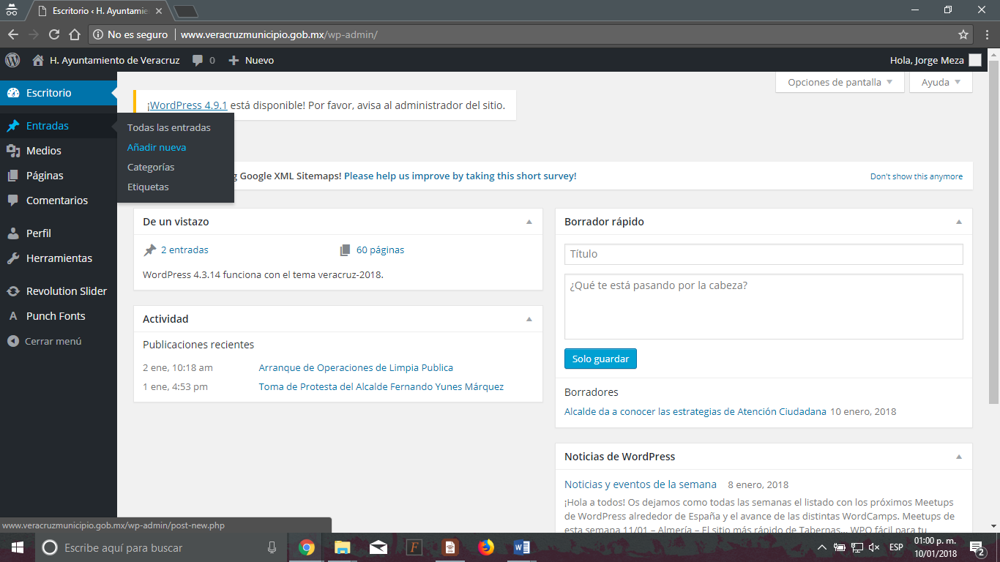 Escritorio ‹ H. Ayuntamie
No es seguro www.veracruzmunicipio.gob.mx/wp-admin/
H. Ayuntamiento de Veracruz 0 Nuevo Hola, Jorge Meza
Opciones de pantalla Ayuda
Escritorio
¡WordPress 4.9.1 está disponible! Por favor, avisa al administrador del sitio.
Entradas
Todas las entradas
Añadir nueva
Categorías
Etiquetas
Medios
Páginas
Comentarios
Perfil
Herramientas
Revolution Slider
Punch Fonts
Cerrar menú
g Google XML Sitemaps! Please help us improve by taking this short survey! Don't show this anymore
De un vistazo
2 entradas 60 páginas
WordPress 4.3.14 funciona con el tema veracruz-2018.
Actividad
Publicaciones recientes
2 ene, 10:18 am Arranque de Operaciones de Limpia Publica
1 ene, 4:53 pm Toma de Protesta del Alcalde Fernando Yunes Márquez
Borrador rápido
Título
¿Qué te está pasando por la cabeza?
Solo guardar
Borradores
Alcalde da a conocer las estrategias de Atención Ciudadana 10 enero, 2018
Noticias de WordPress
Noticias y eventos de la semana 8 enero, 2018
¡Hola a todos! Os dejamos como todas las semanas el listado con los próximos Meetups
de WordPress alrededor de España y el avance de las distintas WordCamps. Meetups de
esta semana 11/01 – Almería – El sitio más rápido de Tabernas... WPO fácil para tu
www.veracruzmunicipio.gob.mx/wp-admin/post-new.php
Escribe aquí para buscar
F
W
ESP
01:00 p. m.
10/01/2018
2